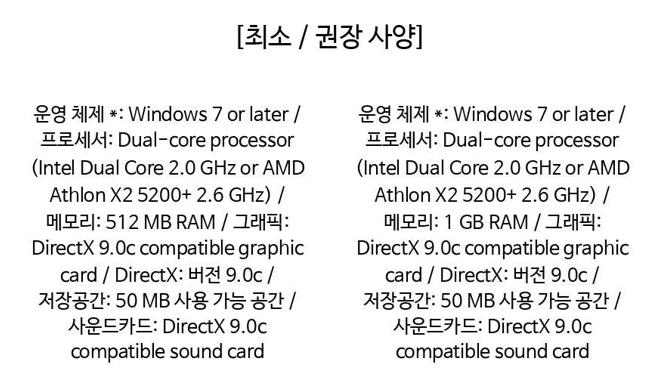 [최소 / 권장 사양]
운영 체제 *: Windows 7 or later /
프로세서: Dual-core processor
(Intel Dual Core 2.0 GHz or AMD
Athlon X2 5200+ 2.6 GHz) /
메모리: 512 MB RAM / 그래픽:
DirectX 9.0c compatible graphic
card / DirectX: 버전 9.0c /
저장공간: 50 MB 사용 가능 공간 /
사운드카드: DirectX 9.0c
compatible sound card
운영 체제 *: Windows 7 or later /
프로세서: Dual-core processor
(Intel Dual Core 2.0 GHz or AMD
Athlon X2 5200+ 2.6 GHz) /
메모리: 1 GB RAM / 그래픽:
DirectX 9.0c compatible graphic
card / DirectX: 버전 9.0c /
저장공간: 50 MB 사용 가능 공간 /
사운드카드: DirectX 9.0c
compatible sound card